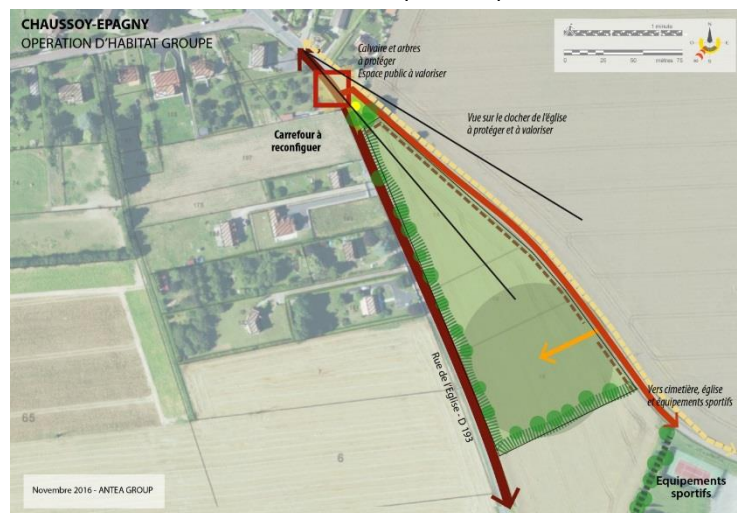 CHAUSSOY-EPAGNY
OPERATION D'HABITAT GROUPE
Calvaire et arbres
à protéger
Espace public à valoriser
1 minute
0 25 50 mètres 75
N
S
Vue sur le clocher de l'église
à protéger et à valoriser
Carrefour à
reconfiguer
Rue de l'Eglise - D 193
Vers cimetière, église
et équipements sportifs
65
6
Equipements
sportifs
Novembre 2016 - ANTEA GROUP